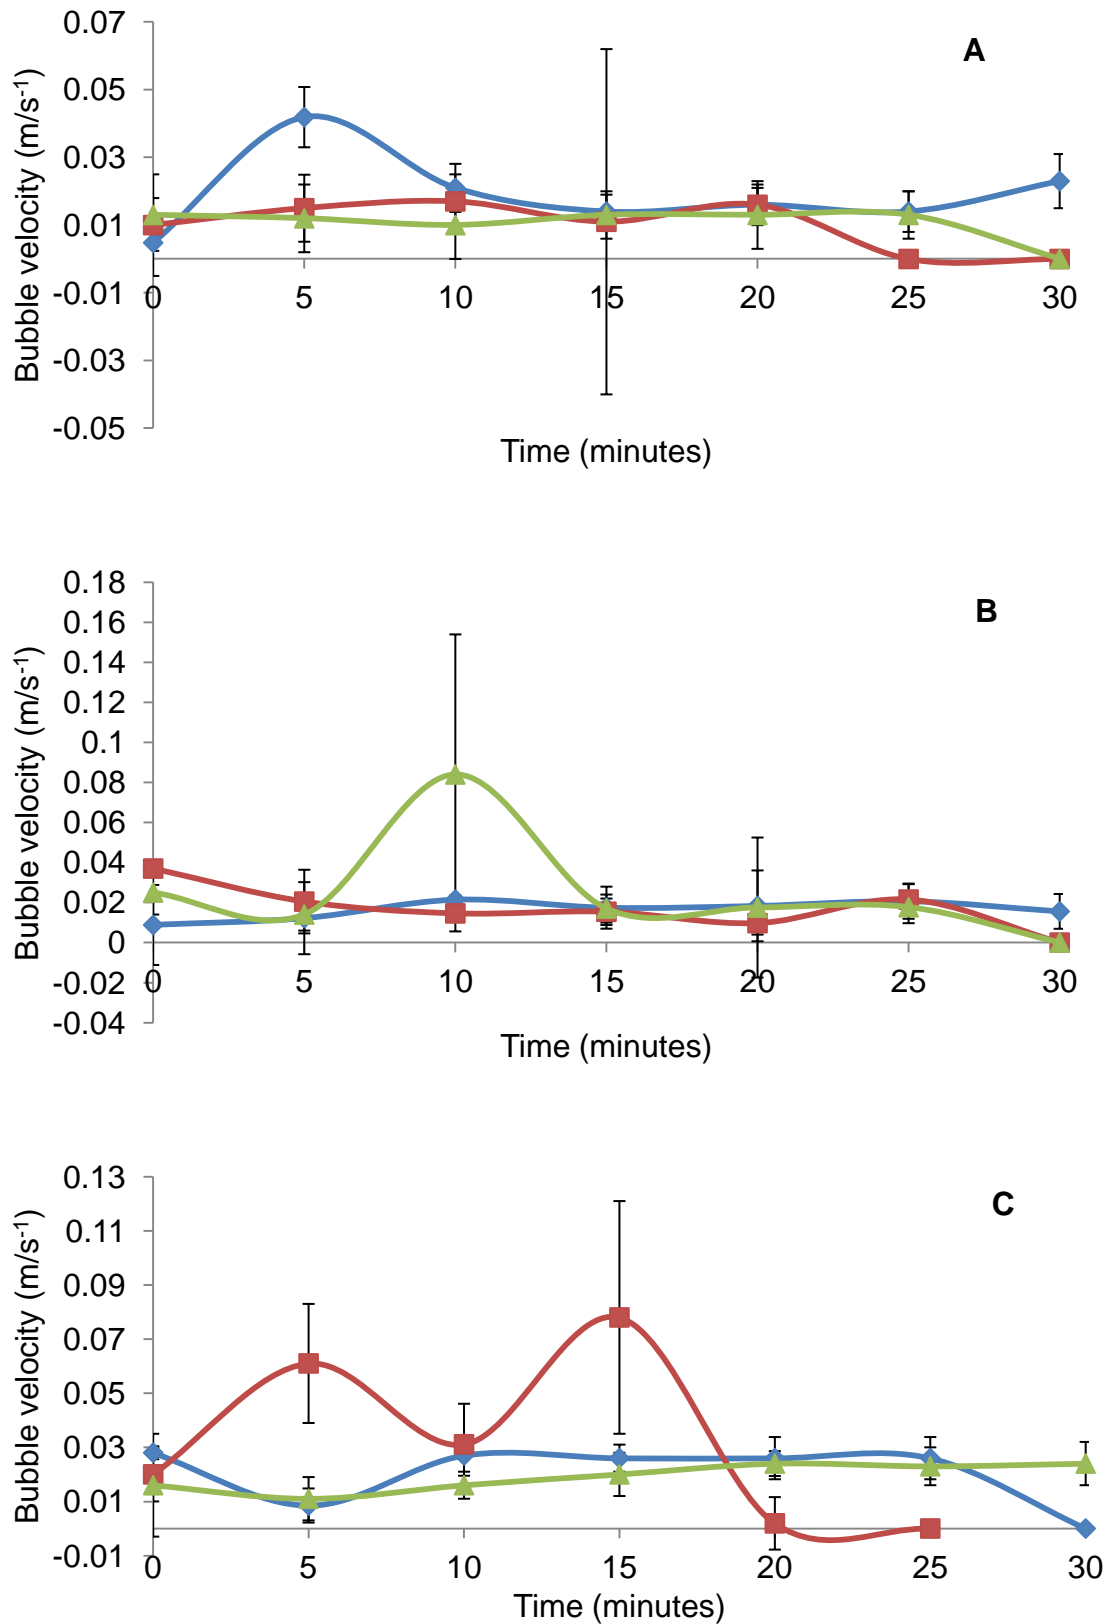 A
Bubble velocity (m/s-1)
0.07
0.05
0.03
0.01
-0.01
-0.03
-0.05
0 5 10 15 20 25 30
Time (minutes)
B
Bubble velocity (m/s-1)
0.18
0.16
0.14
0.12
0.1
0.08
0.06
0.04
0.02
0
-0.02
-0.04
0 5 10 15 20 25 30
Time (minutes)
C
Bubble velocity (m/s-1)
0.13
0.11
0.09
0.07
0.05
0.03
0.01
-0.01
0 5 10 15 20 25 30
Time (minutes)